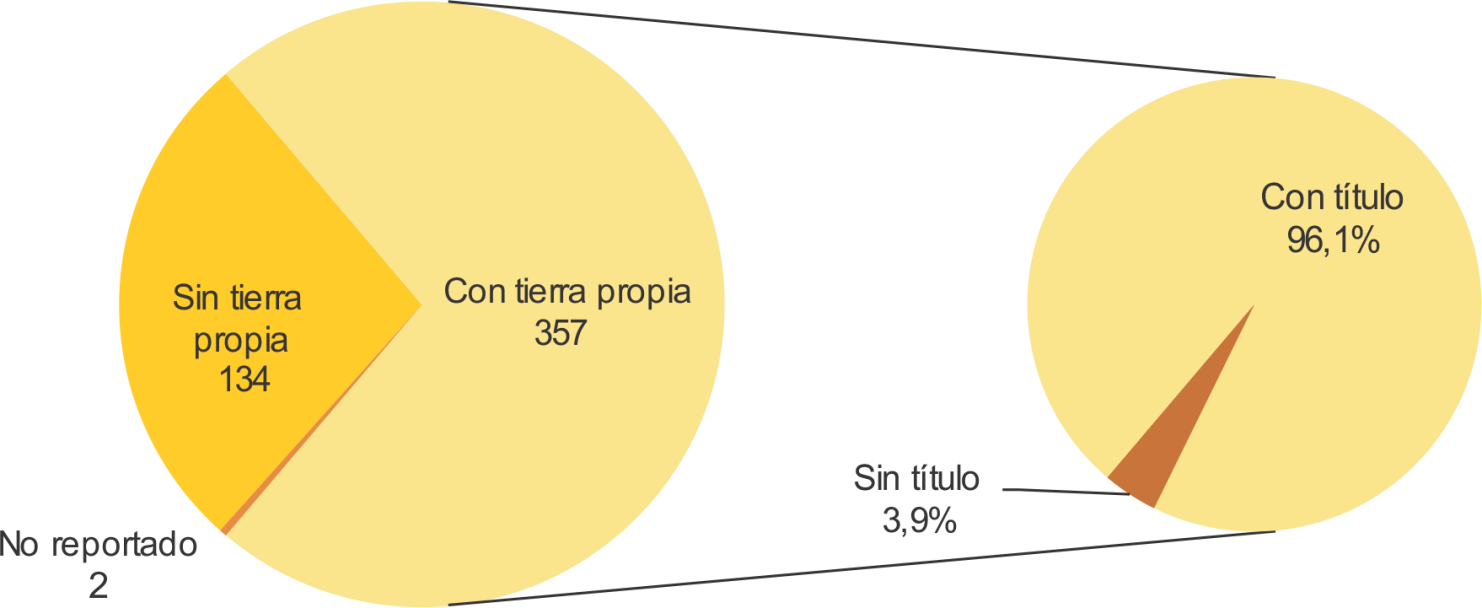 Sin tierra
propia
134
Con tierra propia
357
No reportado
2
Con título
96,1%
Sin título
3,9%